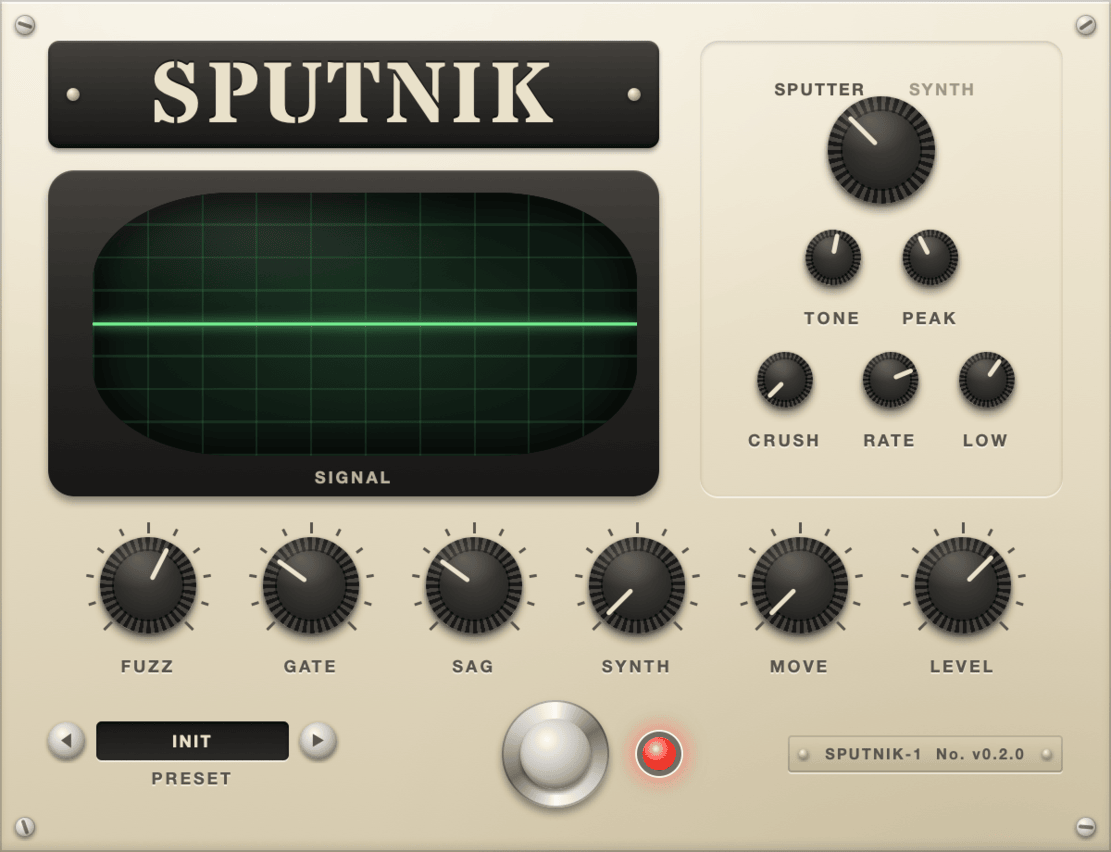 SPUTNIK
SPUTTER SYNTH
TONE PEAK
CRUSH RATE LOW
SIGNAL
FUZZ GATE SAG SYNTH MOVE LEVEL
INIT
PRESET
SPUTNIK-1 No. v0.2.0